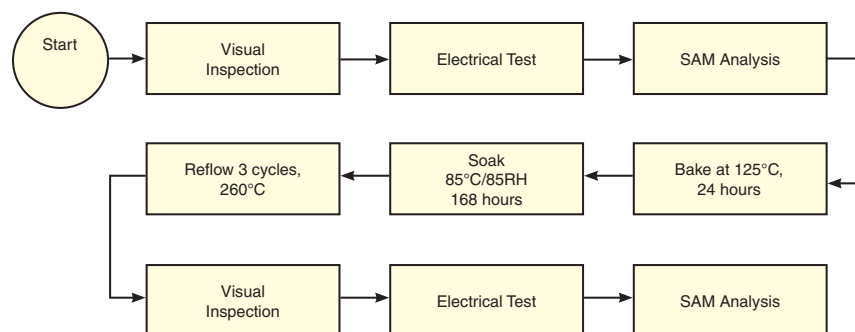 Start
Visual
Inspection
Electrical Test
SAM Analysis
Reflow 3 cycles,
260°C
Soak
85°C/85RH
168 hours
Bake at 125°C,
24 hours
Visual
Inspection
Electrical Test
SAM Analysis